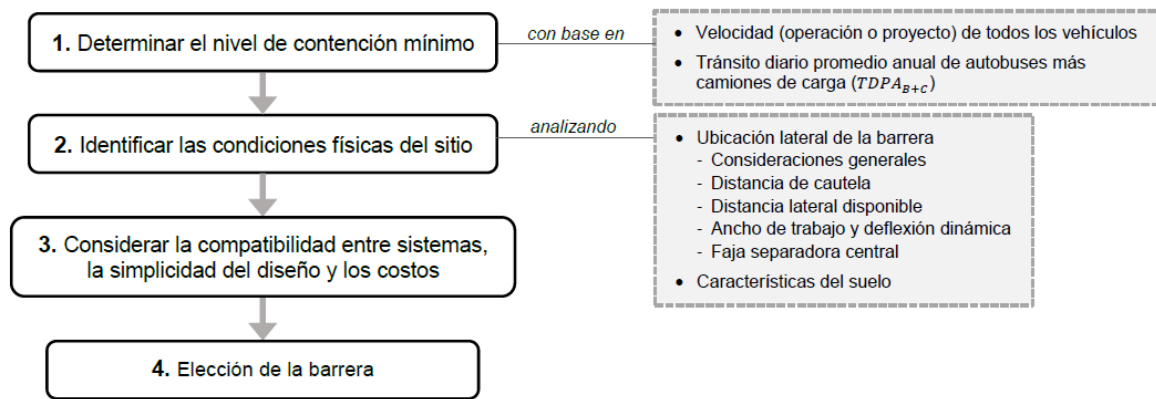 1. Determinar el nivel de contención mínimo
con base en
• Velocidad (operación o proyecto) de todos los vehículos
• Tránsito diario promedio anual de autobuses más
camiones de carga (TDPA_{B+C})
2. Identificar las condiciones físicas del sitio
analizando
• Ubicación lateral de la barrera
- Consideraciones generales
- Distancia de cautela
- Distancia lateral disponible
- Ancho de trabajo y deflexión dinámica
- Faja separadora central
• Características del suelo
3. Considerar la compatibilidad entre sistemas,
la simplicidad del diseño y los costos
4. Elección de la barrera